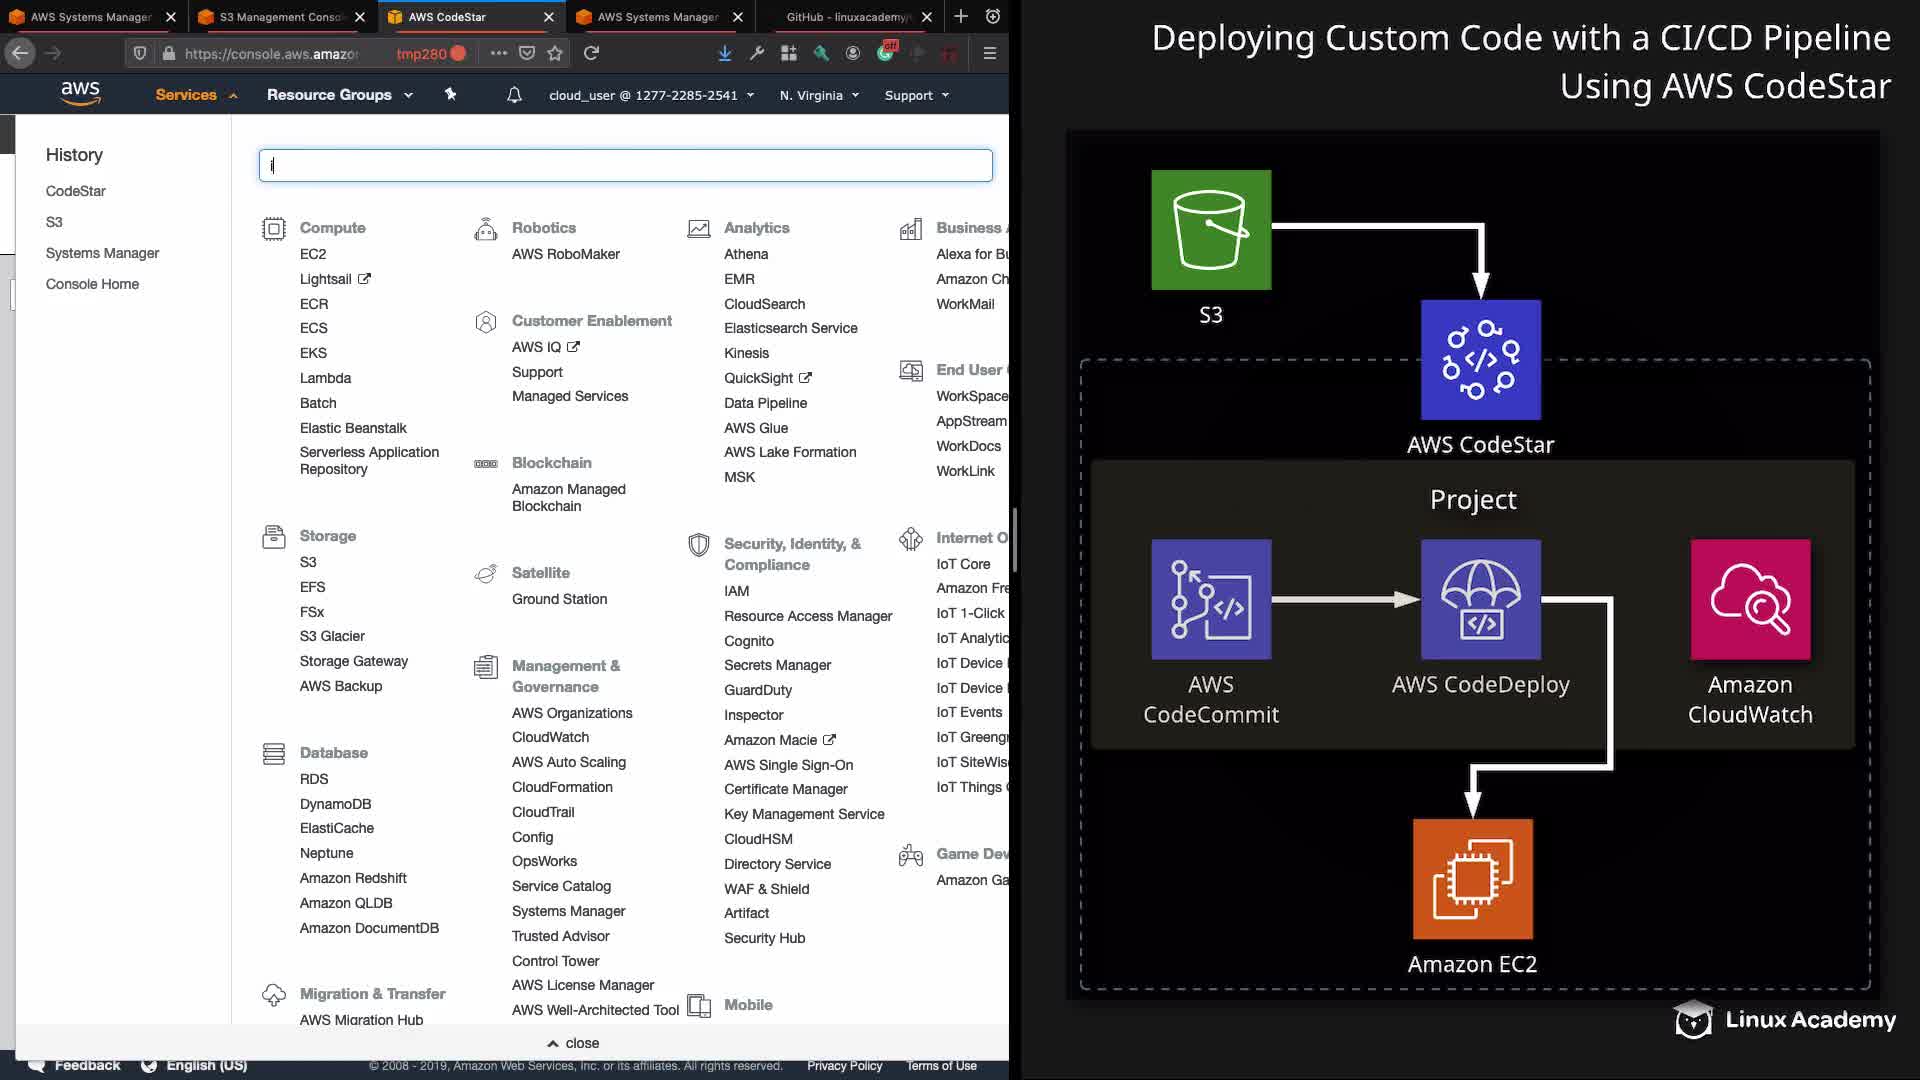 AWS Systems Manager
S3 Management Conso
AWS CodeStar
AWS Systems Manager
GitHub - linuxacademy/
https://console.aws.amazo
tmp280
off
aws
Services
Resource Groups
cloud_user @ 1277-2285-2541
N. Virginia
Support
History
CodeStar
S3
Systems Manager
Console Home
i
Compute
EC2
Lightsail
ECR
ECS
EKS
Lambda
Batch
Elastic Beanstalk
Serverless Application
Repository
Storage
S3
EFS
FSx
S3 Glacier
Storage Gateway
AWS Backup
Database
RDS
DynamoDB
ElastiCache
Neptune
Amazon Redshift
Amazon QLDB
Amazon DocumentDB
Migration & Transfer
AWS Migration Hub
Robotics
AWS RoboMaker
Customer Enablement
AWS IQ
Support
Managed Services
Blockchain
Amazon Managed
Blockchain
Satellite
Ground Station
Management &
Governance
AWS Organizations
CloudWatch
AWS Auto Scaling
CloudFormation
CloudTrail
Config
OpsWorks
Service Catalog
Systems Manager
Trusted Advisor
Control Tower
AWS License Manager
AWS Well-Architected Tool
Analytics
Athena
EMR
CloudSearch
Elasticsearch Service
Kinesis
QuickSight
Data Pipeline
AWS Glue
AWS Lake Formation
MSK
Security, Identity, &
Compliance
IAM
Resource Access Manager
Cognito
Secrets Manager
GuardDuty
Inspector
Amazon Macie
AWS Single Sign-On
Certificate Manager
Key Management Service
CloudHSM
Directory Service
WAF & Shield
Artifact
Security Hub
Mobile
Business A
Alexa for Bu
Amazon Ch
WorkMail
End User
WorkSpace
AppStream
WorkDocs
WorkLink
Internet O
IoT Core
Amazon Fre
IoT 1-Click
IoT Analytic
IoT Device
IoT Device
IoT Events
IoT Greengr
IoT SiteWis
IoT Things
Game Dev
Amazon Ga
close
Feedback
English (US)
© 2008 - 2019, Amazon Web Services, Inc. or its affiliates. All rights reserved.
Privacy Policy
Terms of Use
Deploying Custom Code with a CI/CD Pipeline
Using AWS CodeStar
S3
AWS CodeStar
Project
AWS
CodeCommit
AWS CodeDeploy
Amazon
CloudWatch
Amazon EC2
Linux Academy